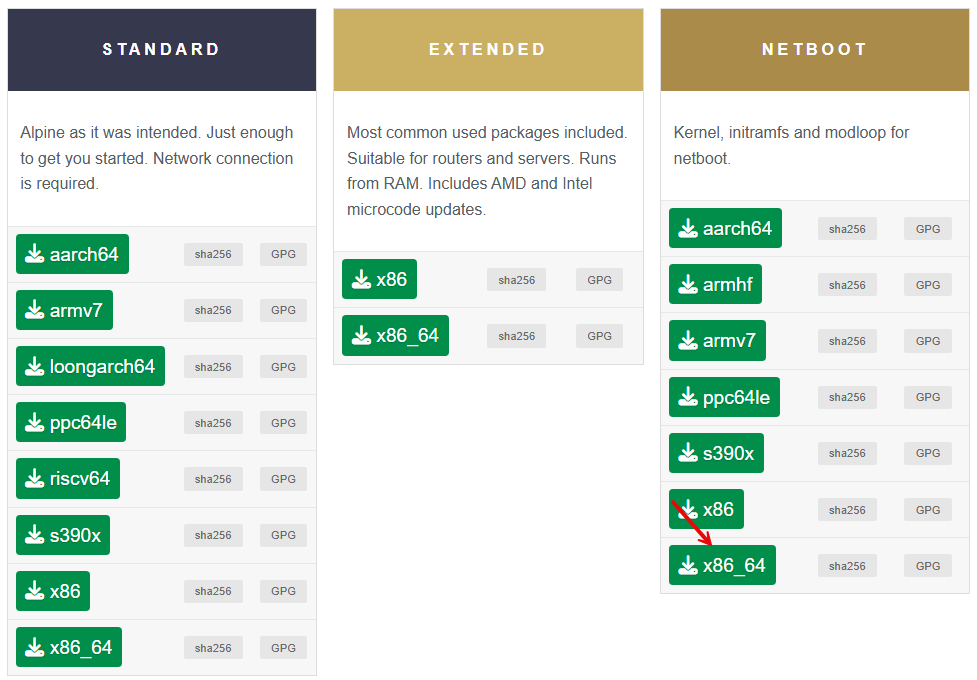 STANDARD
Alpine as it was intended. Just enough
to get you started. Network connection
is required.
aarch64 sha256 GPG
armv7 sha256 GPG
loongarch64 sha256 GPG
ppc64le sha256 GPG
riscv64 sha256 GPG
s390x sha256 GPG
x86 sha256 GPG
x86_64 sha256 GPG
EXTENDED
Most common used packages included.
Suitable for routers and servers. Runs
from RAM. Includes AMD and Intel
microcode updates.
x86 sha256 GPG
x86_64 sha256 GPG
NETBOOT
Kernel, initramfs and modloop for
netboot.
aarch64 sha256 GPG
armhf sha256 GPG
armv7 sha256 GPG
ppc64le sha256 GPG
s390x sha256 GPG
x86 sha256 GPG
x86_64 sha256 GPG